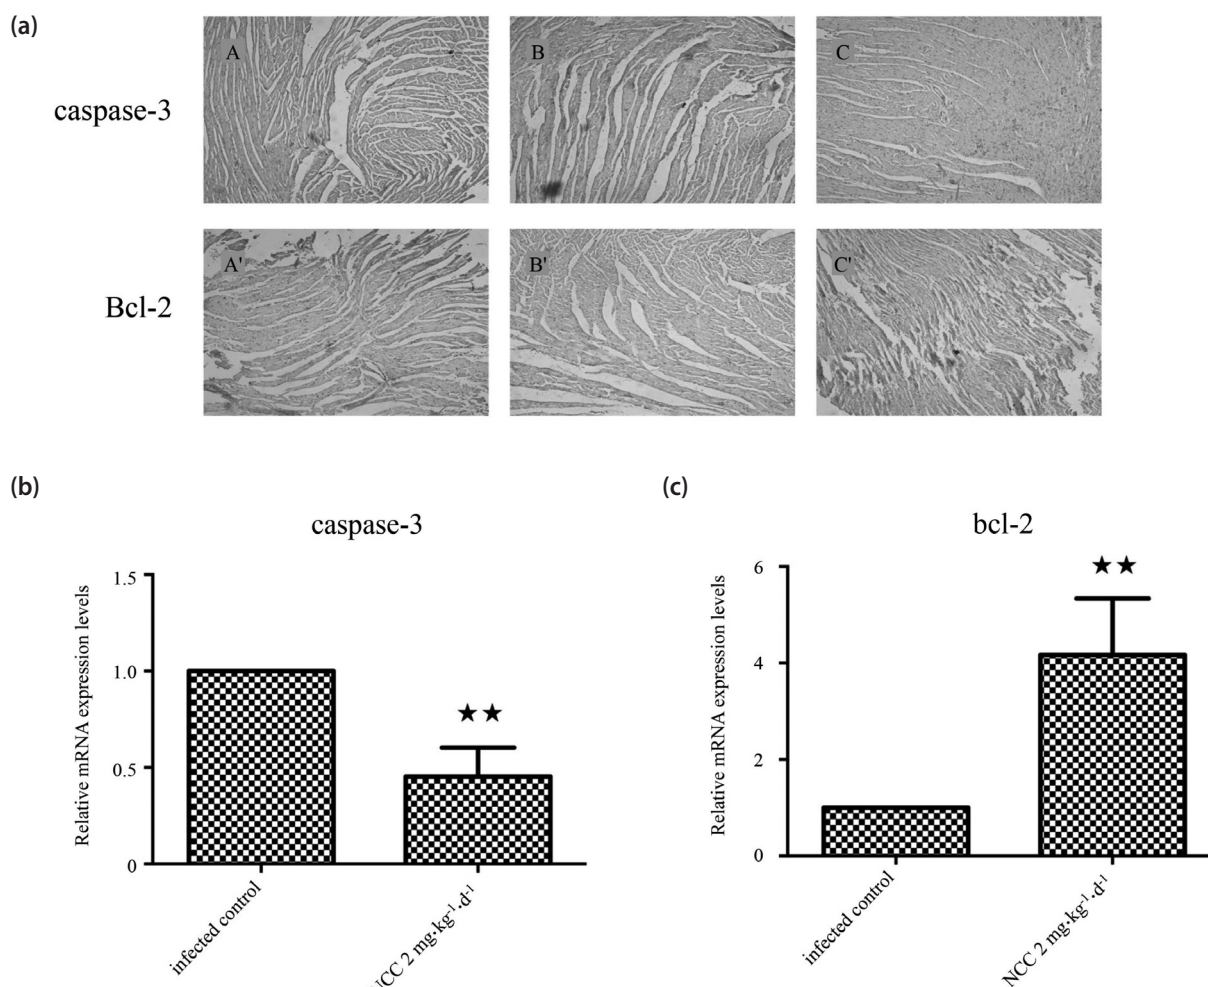 (a)
caspase-3
A
B
C
Bcl-2
A'
B'
C'
(b)
(c)
caspase-3
bcl-2
Relative mRNA expression levels
1.5
1.0
0.5
0
★★
infected control
NCC 2 mg·kg⁻¹·d⁻¹
Relative mRNA expression levels
6
4
2
0
★★
infected control
NCC 2 mg·kg⁻¹·d⁻¹